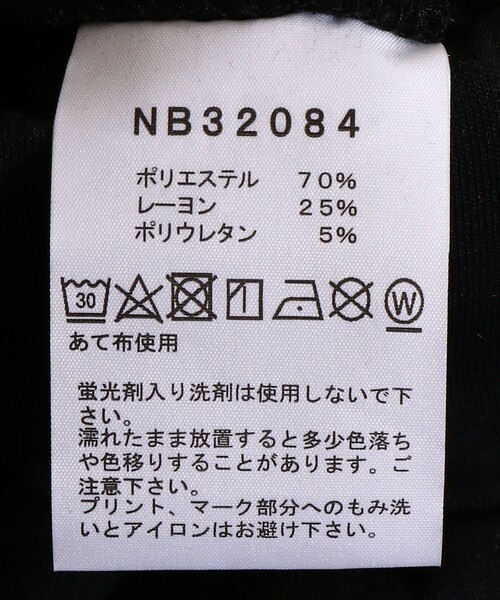 NB32084
ポリエステル 70%
レーヨン 25%
ポリウレタン 5%
30 W
あて布使用
蛍光剤入り洗剤は使用しないで下
さい。
濡れたまま放置すると多少色落ち
や色移りすることがあります。ご
注意下さい。
プリント、マーク部分へのもみ洗
いとアイロンはお避け下さい。